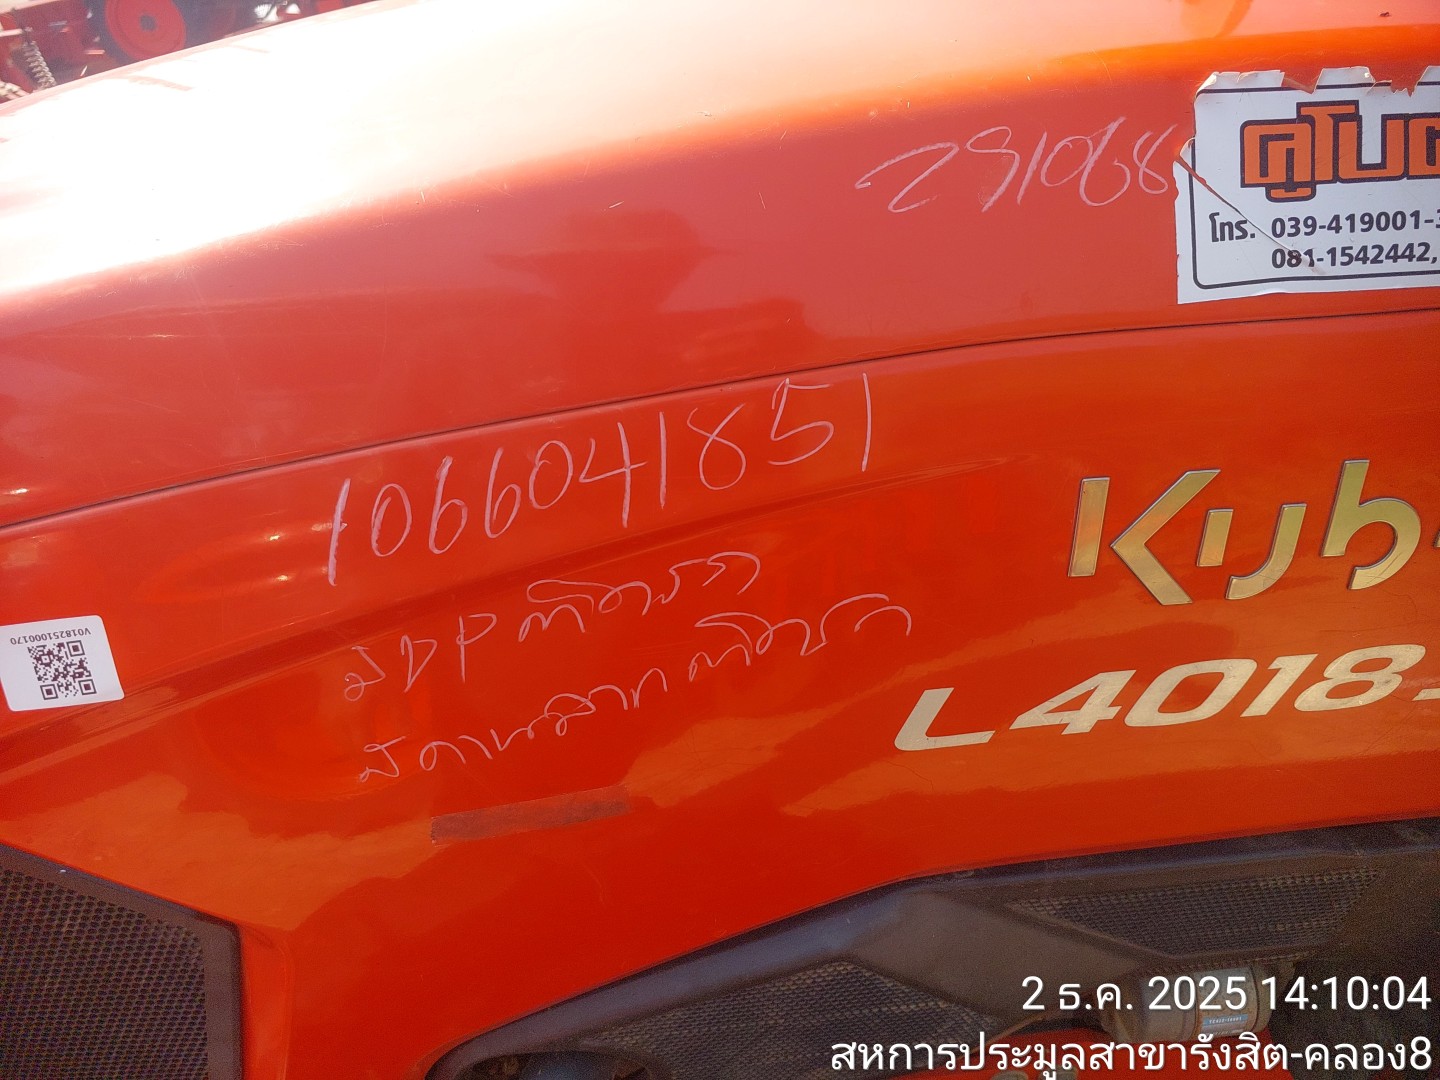 291068
คูโบต
โทร. 039-419001-3
081-1542442,
1066041851
Kub
L4018
V018251000170
2 ธ.ค. 2025 14:10:04
สหการประมูลสาขารังสิต-คลอง8